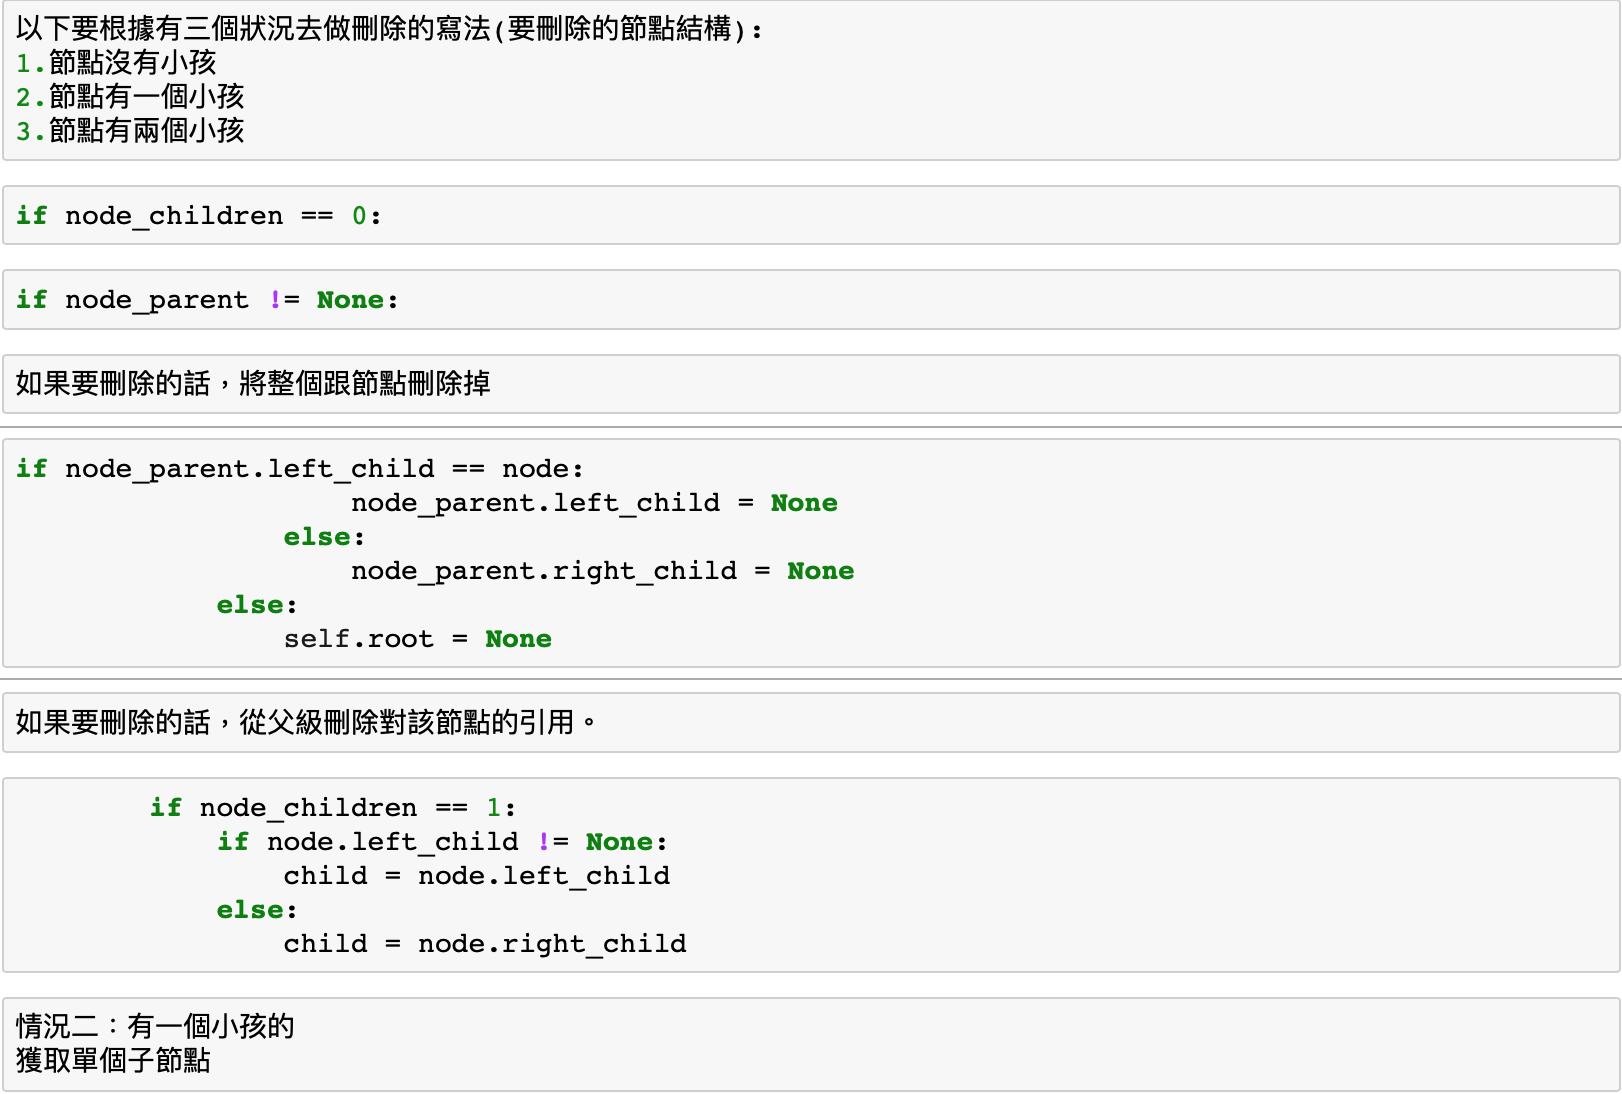 以下要根據有三個狀況去做刪除的寫法(要刪除的節點結構):
1.節點沒有小孩
2.節點有一個小孩
3.節點有兩個小孩
if node_children == 0:
if node_parent != None:
如果要刪除的話，將整個跟節點刪除掉
if node_parent.left_child == node:
                    node_parent.left_child = None
                else:
                    node_parent.right_child = None
            else:
                self.root = None
如果要刪除的話，從父級刪除對該節點的引用。
        if node_children == 1:
            if node.left_child != None:
                child = node.left_child
            else:
                child = node.right_child
情況二：有一個小孩的
獲取單個子節點